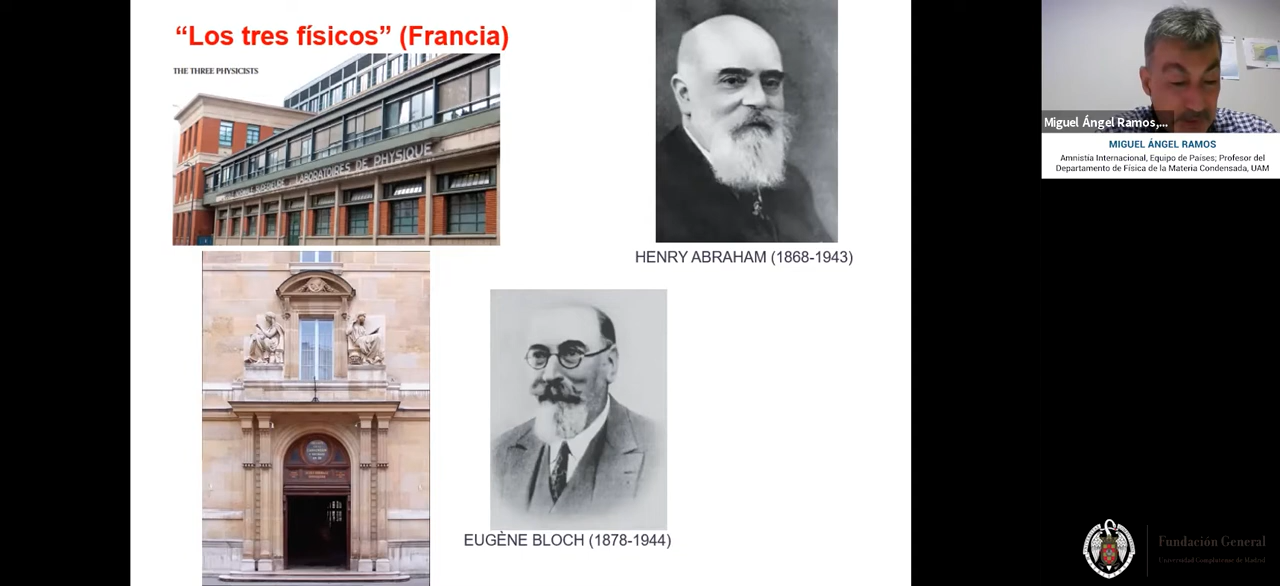 “Los tres físicos” (Francia)
THE THREE PHYSICISTS
LABORATOIRES DE PHYSIQUE
HENRY ABRAHAM (1868-1943)
EUGÈNE BLOCH (1878-1944)
Miguel Ángel Ramos,...
MIGUEL ÁNGEL RAMOS
Amnistía Internacional, Equipo de Países; Profesor del
Departamento de Física de la Materia Condensada, UAM
Fundación General
Universidad Complutense de Madrid